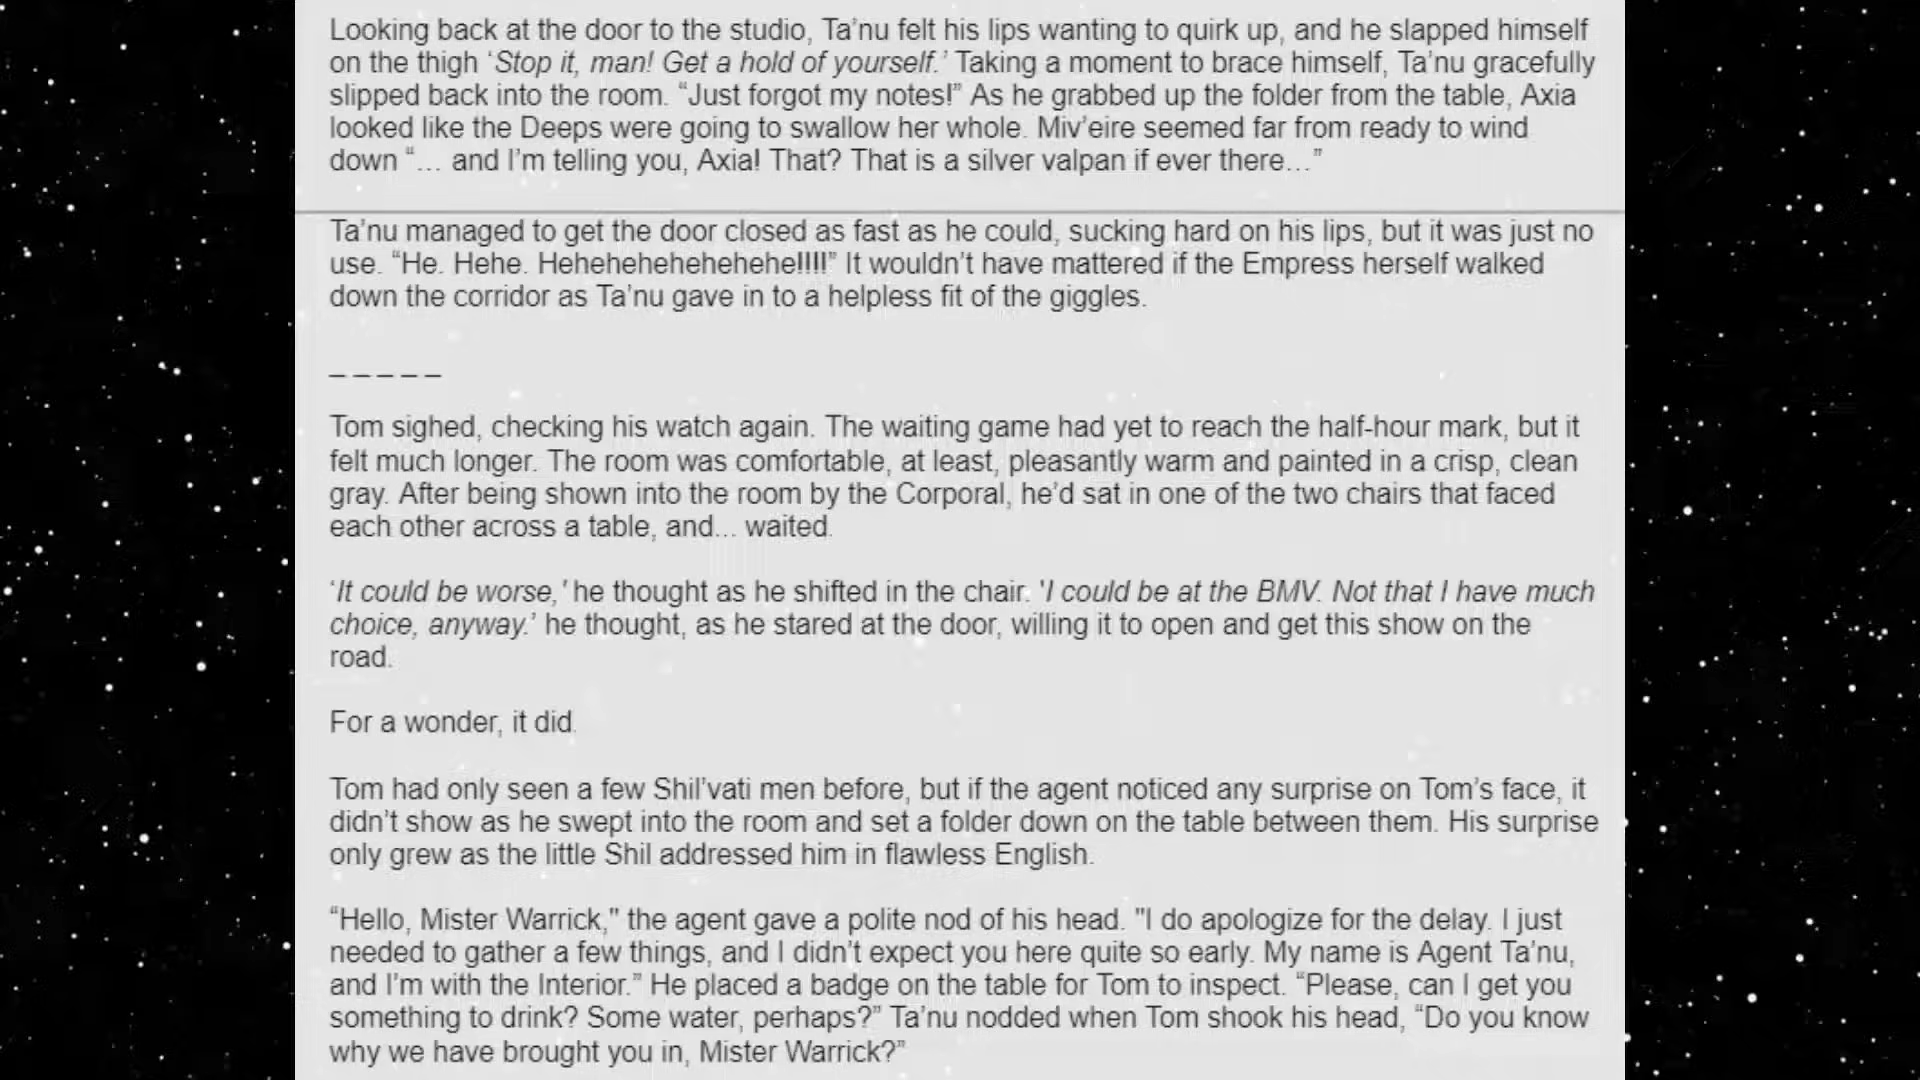 Looking back at the door to the studio, Ta’nu felt his lips wanting to quirk up, and he slapped himself
on the thigh ‘Stop it, man! Get a hold of yourself.’ Taking a moment to brace himself, Ta’nu gracefully
slipped back into the room. “Just forgot my notes!” As he grabbed up the folder from the table, Axia
looked like the Deeps were going to swallow her whole. Miv’eire seemed far from ready to wind
down “... and I’m telling you, Axia! That? That is a silver valpan if ever there...”
Ta’nu managed to get the door closed as fast as he could, sucking hard on his lips, but it was just no
use. “He. Hehe. Hehehehehehehehe!!!!” It wouldn’t have mattered if the Empress herself walked
down the corridor as Ta’nu gave in to a helpless fit of the giggles.
_ _ _ _ _
Tom sighed, checking his watch again. The waiting game had yet to reach the half-hour mark, but it
felt much longer. The room was comfortable, at least, pleasantly warm and painted in a crisp, clean
gray. After being shown into the room by the Corporal, he’d sat in one of the two chairs that faced
each other across a table, and... waited.
‘It could be worse,’ he thought as he shifted in the chair. 'I could be at the BMV. Not that I have much
choice, anyway.’ he thought, as he stared at the door, willing it to open and get this show on the
road.
For a wonder, it did.
Tom had only seen a few Shil’vati men before, but if the agent noticed any surprise on Tom’s face, it
didn’t show as he swept into the room and set a folder down on the table between them. His surprise
only grew as the little Shil addressed him in flawless English.
“Hello, Mister Warrick," the agent gave a polite nod of his head. "I do apologize for the delay. I just
needed to gather a few things, and I didn’t expect you here quite so early. My name is Agent Ta’nu,
and I’m with the Interior.” He placed a badge on the table for Tom to inspect. “Please, can I get you
something to drink? Some water, perhaps?” Ta’nu nodded when Tom shook his head, “Do you know
why we have brought you in, Mister Warrick?”